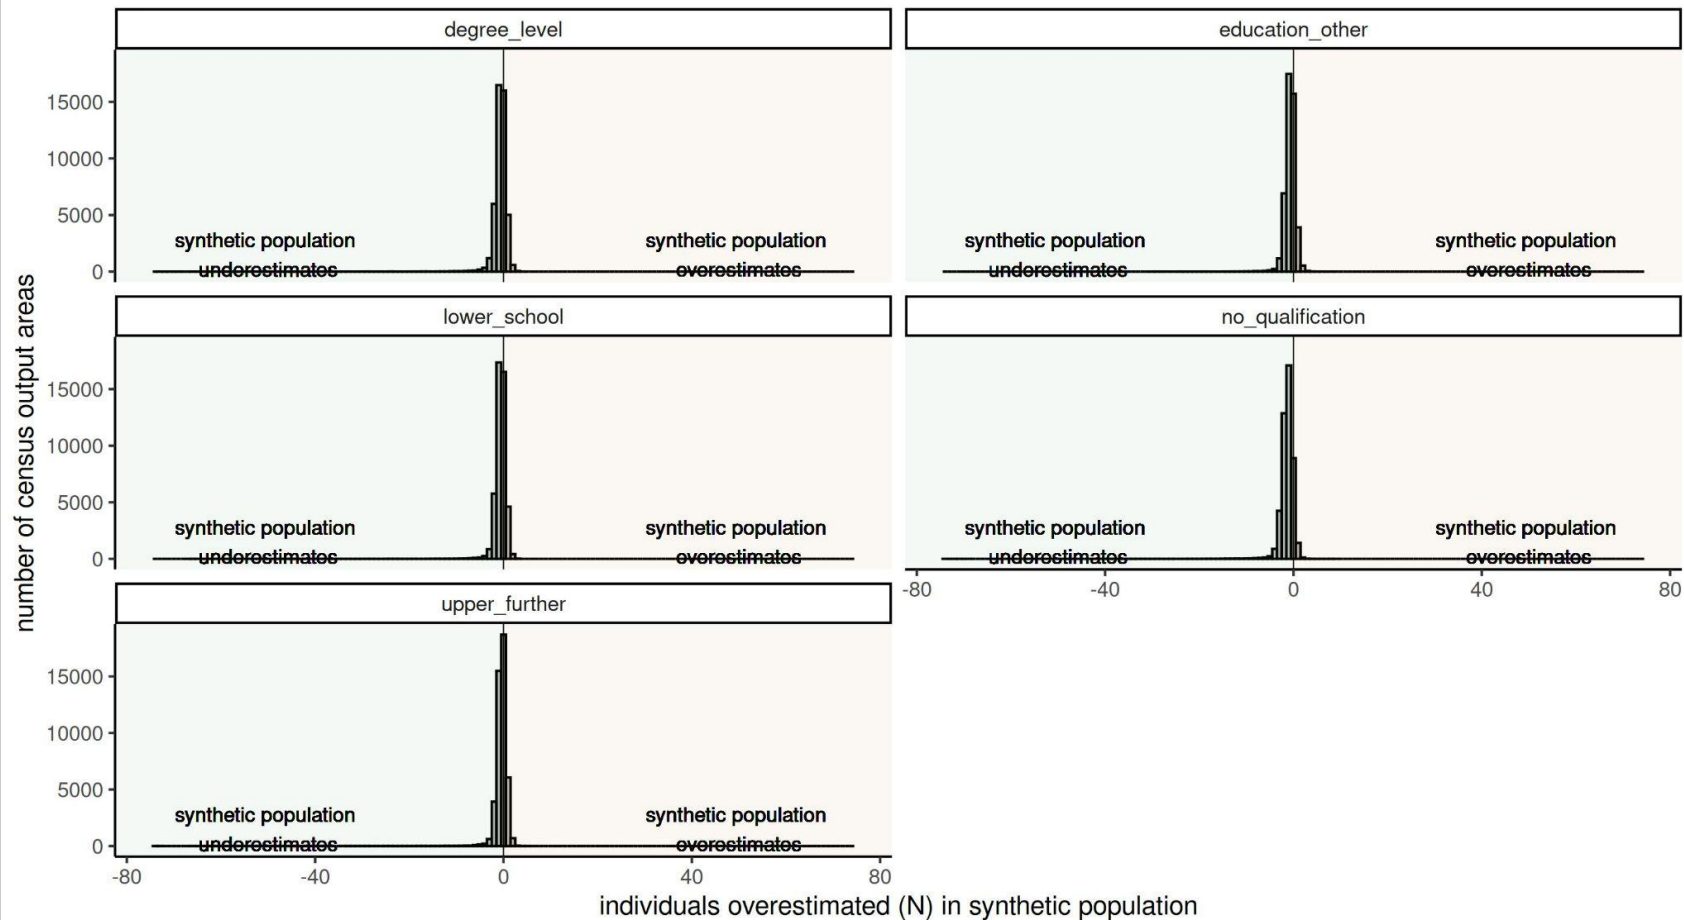 degree_level
education_other
15000
10000
5000
0
synthetic population
underestimates
synthetic population
overestimates
synthetic population
underestimates
synthetic population
overestimates
lower_school
no_qualification
15000
10000
5000
0
synthetic population
underestimates
synthetic population
overestimates
synthetic population
underestimates
synthetic population
overestimates
-80 -40 0 40 80
upper_further
15000
10000
5000
0
synthetic population
underestimates
synthetic population
overestimates
-80 -40 0 40 80
number of census output areas
individuals overestimated (N) in synthetic population